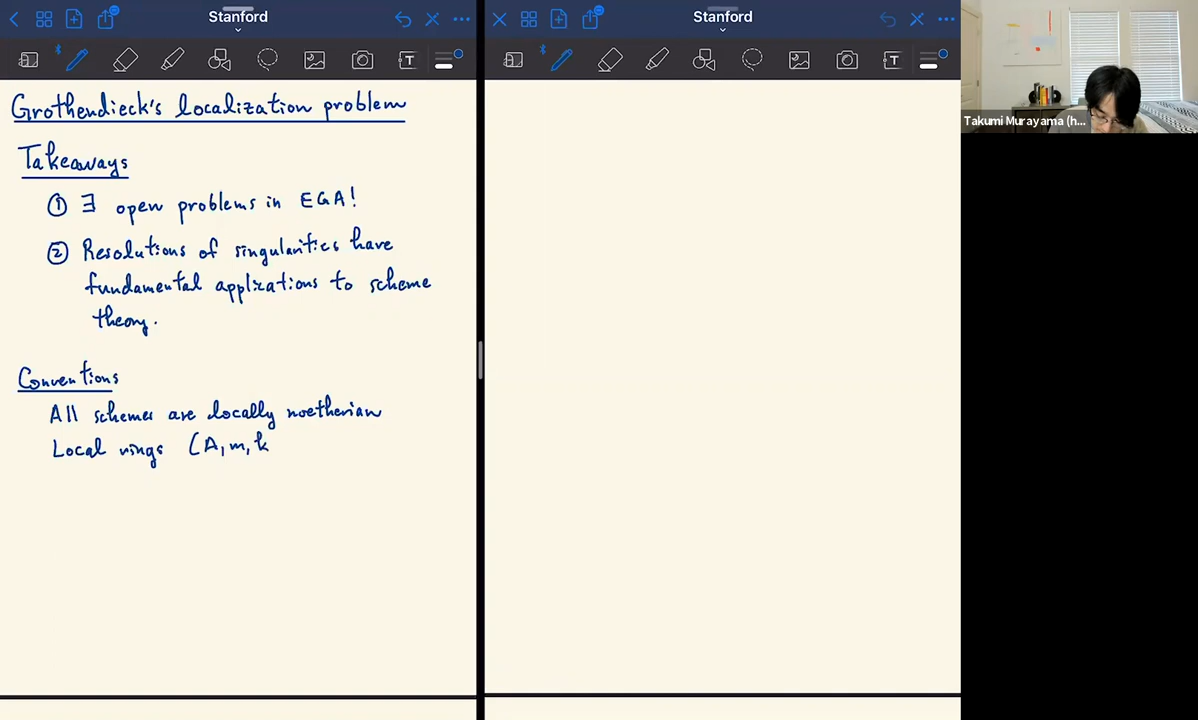 Stanford
Stanford
Grothendieck's localization problem
Takeaways
① ∃ open problems in EGA!
② Resolutions of singularities have
fundamental applications to scheme
theory.
Conventions
All schemes are locally noetherian
Local rings (A, m, k
Takumi Murayama (h...